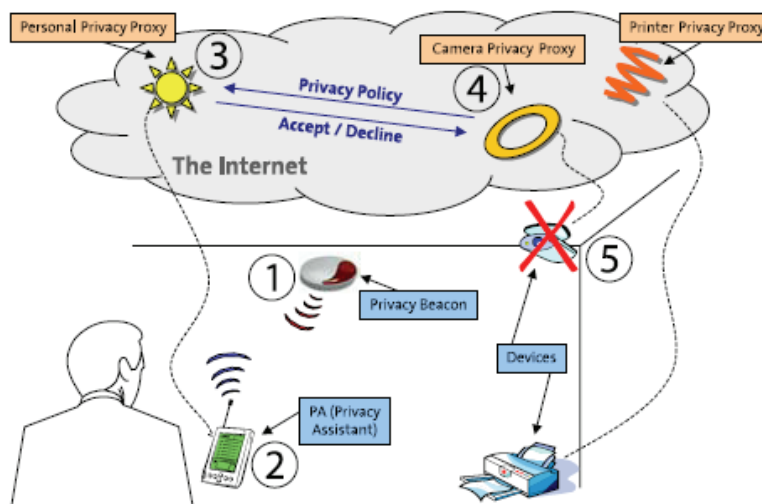 Personal Privacy Proxy
3
Camera Privacy Proxy
Printer Privacy Proxy
4
Privacy Policy
Accept / Decline
The Internet
1
5
Privacy Beacon
Devices
PA (Privacy
Assistant)
2